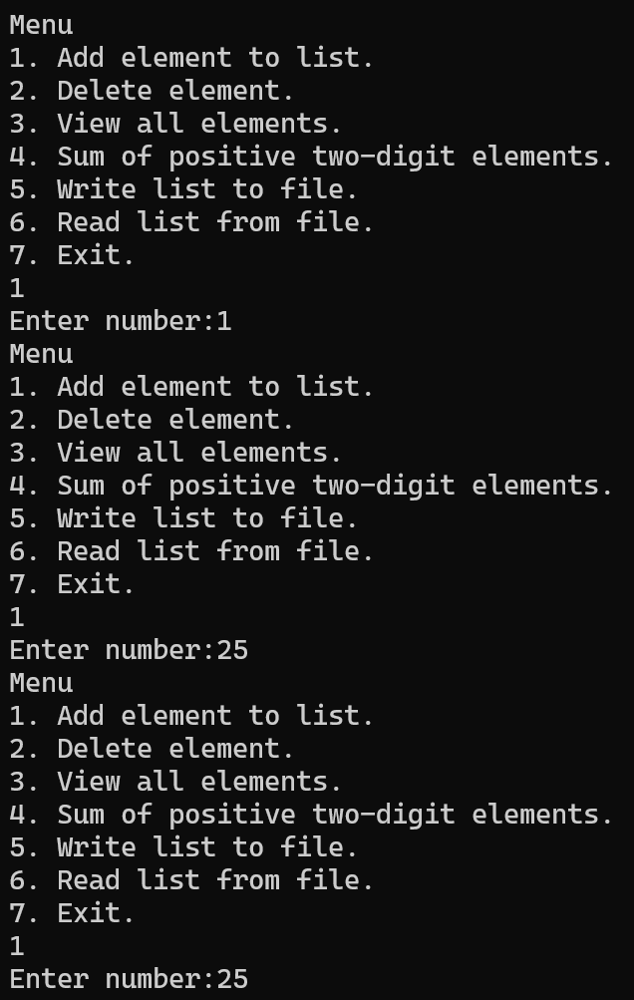 Menu
1. Add element to list.
2. Delete element.
3. View all elements.
4. Sum of positive two-digit elements.
5. Write list to file.
6. Read list from file.
7. Exit.
1
Enter number:1
Menu
1. Add element to list.
2. Delete element.
3. View all elements.
4. Sum of positive two-digit elements.
5. Write list to file.
6. Read list from file.
7. Exit.
1
Enter number:25
Menu
1. Add element to list.
2. Delete element.
3. View all elements.
4. Sum of positive two-digit elements.
5. Write list to file.
6. Read list from file.
7. Exit.
1
Enter number:25